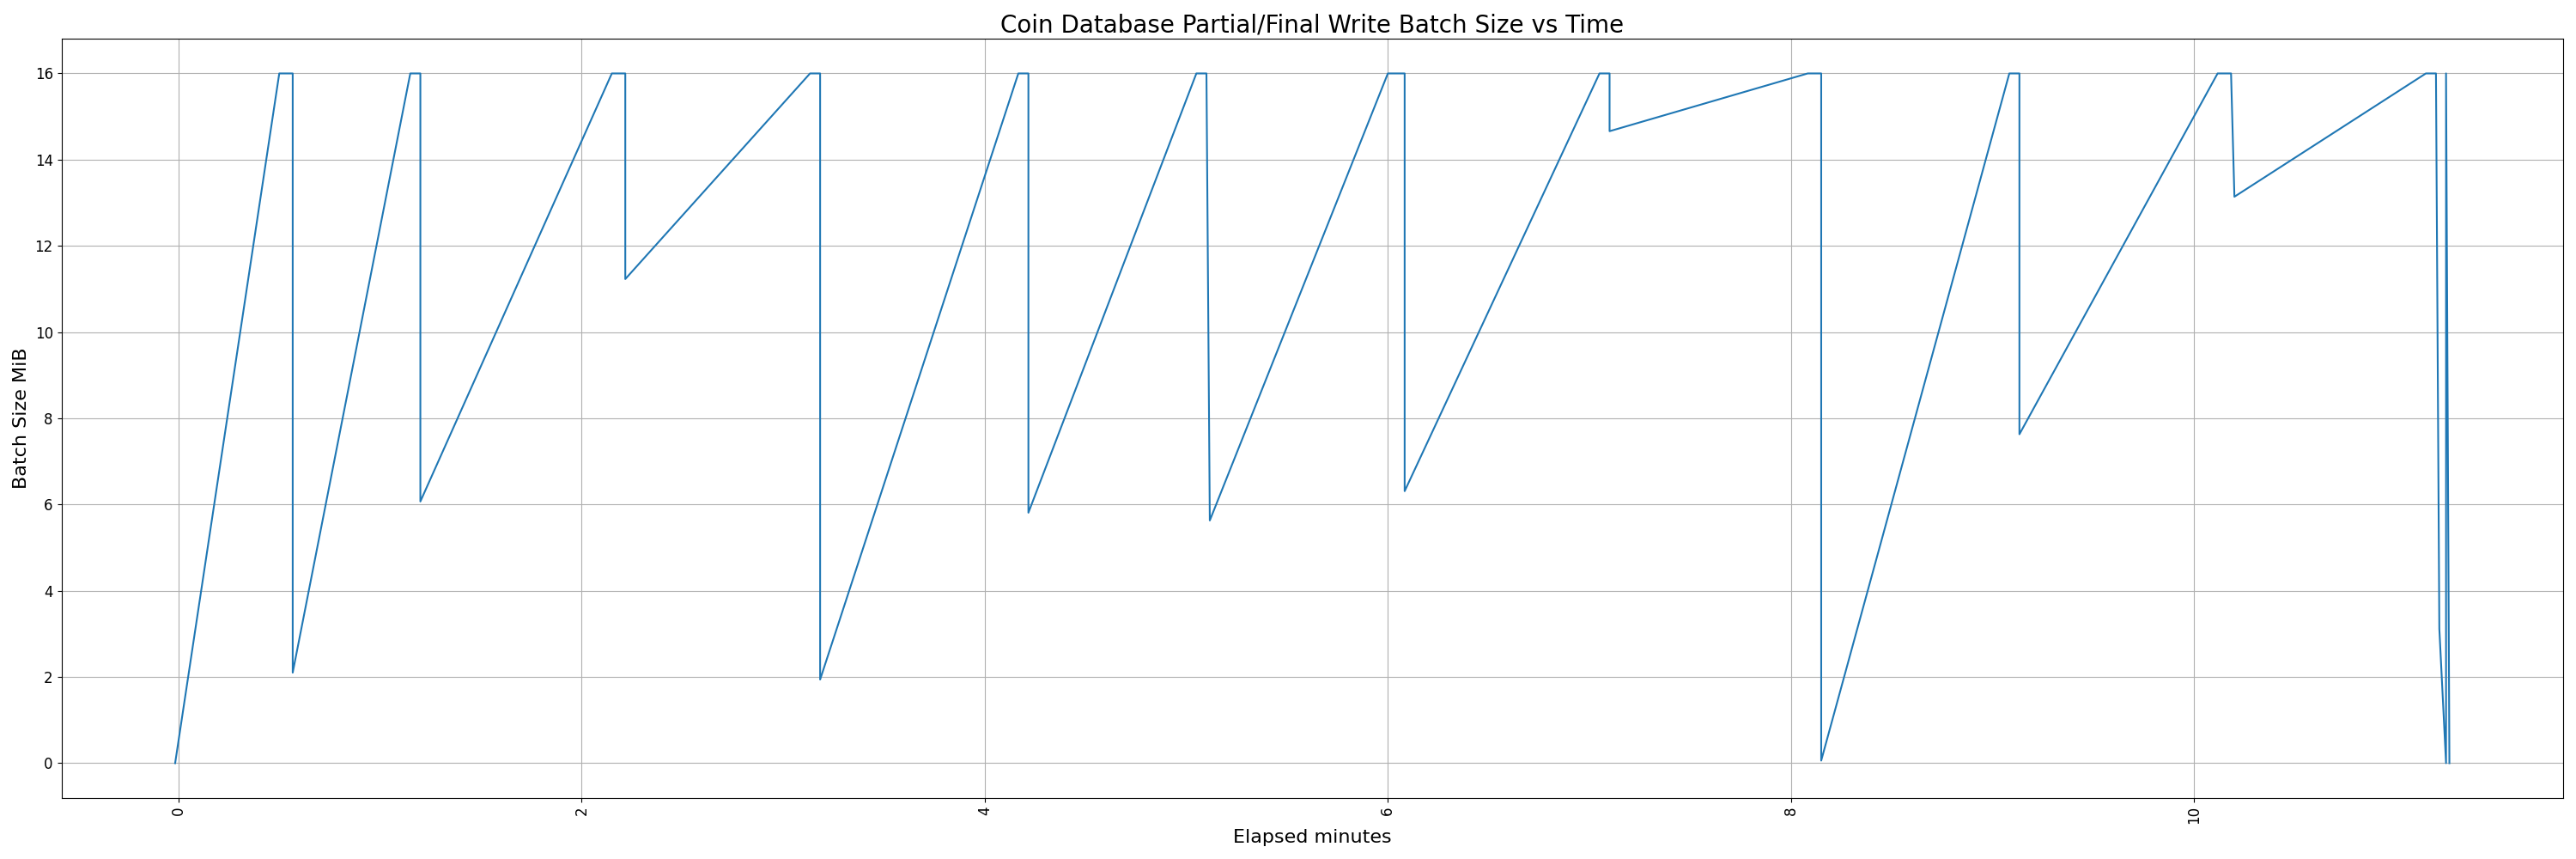 Coin Database Partial/Final Write Batch Size vs Time
Batch Size MiB
16
14
12
10
8
6
4
2
0
0 2 4 6 8 10
Elapsed minutes